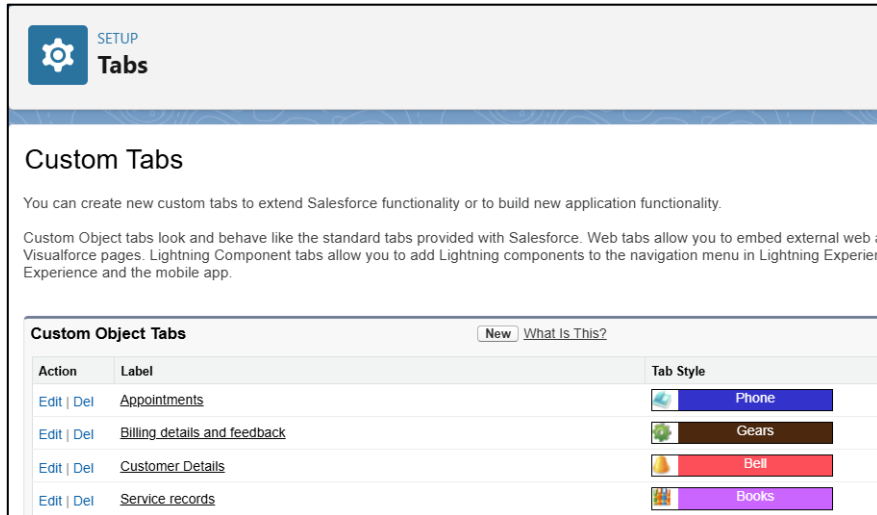 SETUP
Tabs
Custom Tabs
You can create new custom tabs to extend Salesforce functionality or to build new application functionality.
Custom Object tabs look and behave like the standard tabs provided with Salesforce. Web tabs allow you to embed external web
Visualforce pages. Lightning Component tabs allow you to add Lightning components to the navigation menu in Lightning
Experience and the mobile app.
Custom Object Tabs New What Is This?
Action Label Tab Style
Edit | Del Appointments Phone
Edit | Del Billing details and feedback Gears
Edit | Del Customer Details Bell
Edit | Del Service records Books